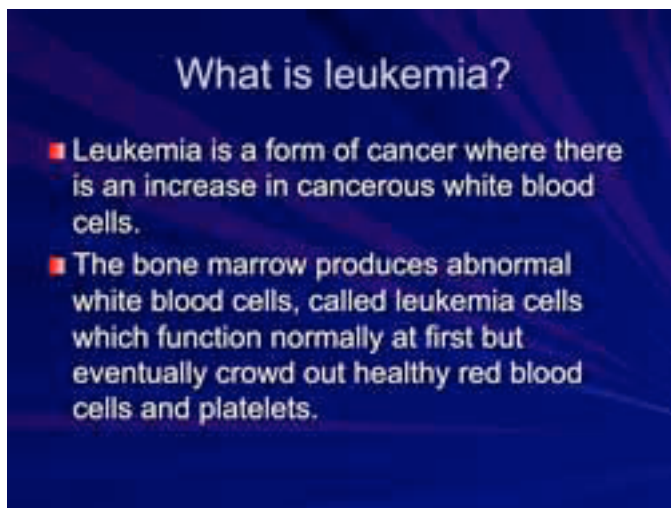 What is leukemia?
Leukemia is a form of cancer where there
is an increase in cancerous white blood
cells.
The bone marrow produces abnormal
white blood cells, called leukemia cells
which function normally at first but
eventually crowd out healthy red blood
cells and platelets.